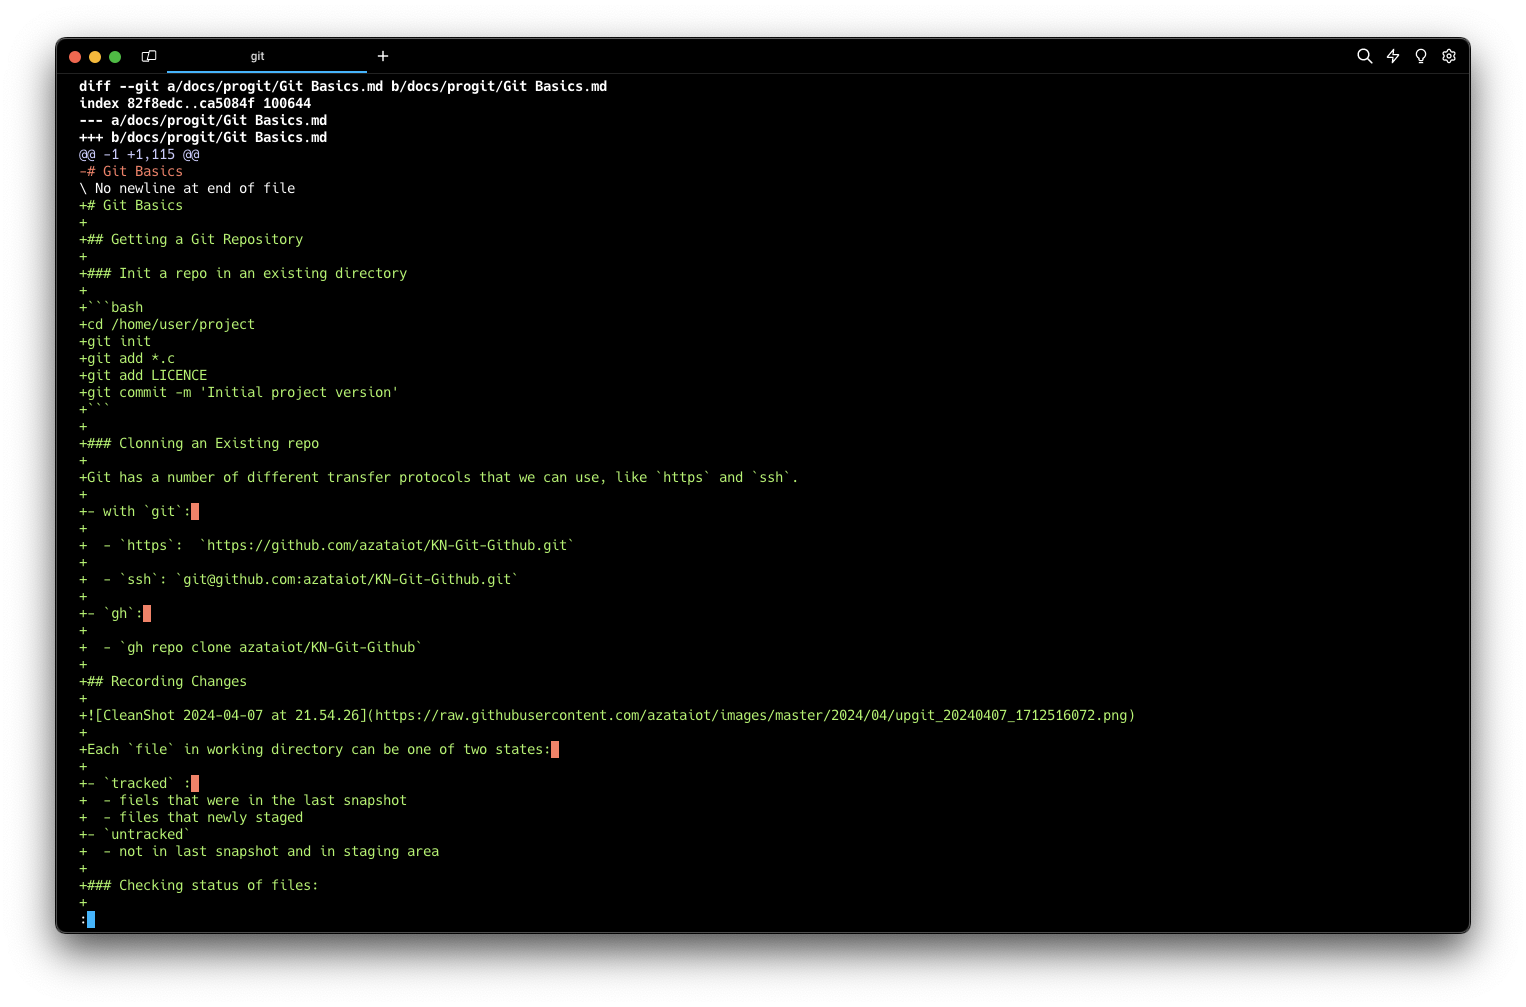 git
+
diff --git a/docs/progit/Git Basics.md b/docs/progit/Git Basics.md
index 82f8edc..ca5084f 100644
--- a/docs/progit/Git Basics.md
+++ b/docs/progit/Git Basics.md
@@ -1 +1,115 @@
-# Git Basics
\ No newline at end of file
+# Git Basics
+
+## Getting a Git Repository
+
+### Init a repo in an existing directory
+
+```bash
+cd /home/user/project
+git init
+git add *.c
+git add LICENCE
+git commit -m 'Initial project version'
+```
+
+### Clonning an Existing repo
+
+Git has a number of different transfer protocols that we can use, like `https` and `ssh`.
+
+- with `git`:
+
+  - `https`:  `https://github.com/azataiot/KN-Git-Github.git`
+
+  - `ssh`: `git@github.com:azataiot/KN-Git-Github.git`
+
+- `gh`:
+
+  - `gh repo clone azataiot/KN-Git-Github`
+
+## Recording Changes
+
+![CleanShot 2024-04-07 at 21.54.26](https://raw.githubusercontent.com/azataiot/images/master/2024/04/upgit_20240407_1712516072.png)
+
+Each `file` in working directory can be one of two states:
+
+- `tracked` :
+  - fiels that were in the last snapshot
+  - files that newly staged
+- `untracked`
+  - not in last snapshot and in staging area
+
+### Checking status of files:
+
: